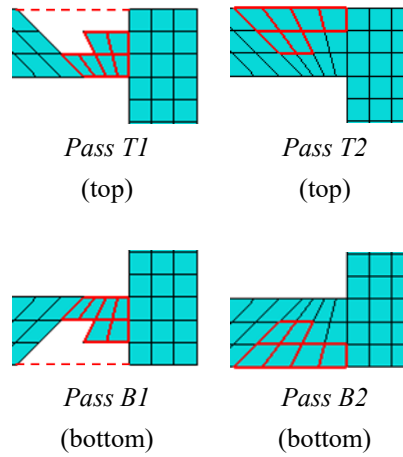 Pass T1
(top)
Pass T2
(top)
Pass B1
(bottom)
Pass B2
(bottom)